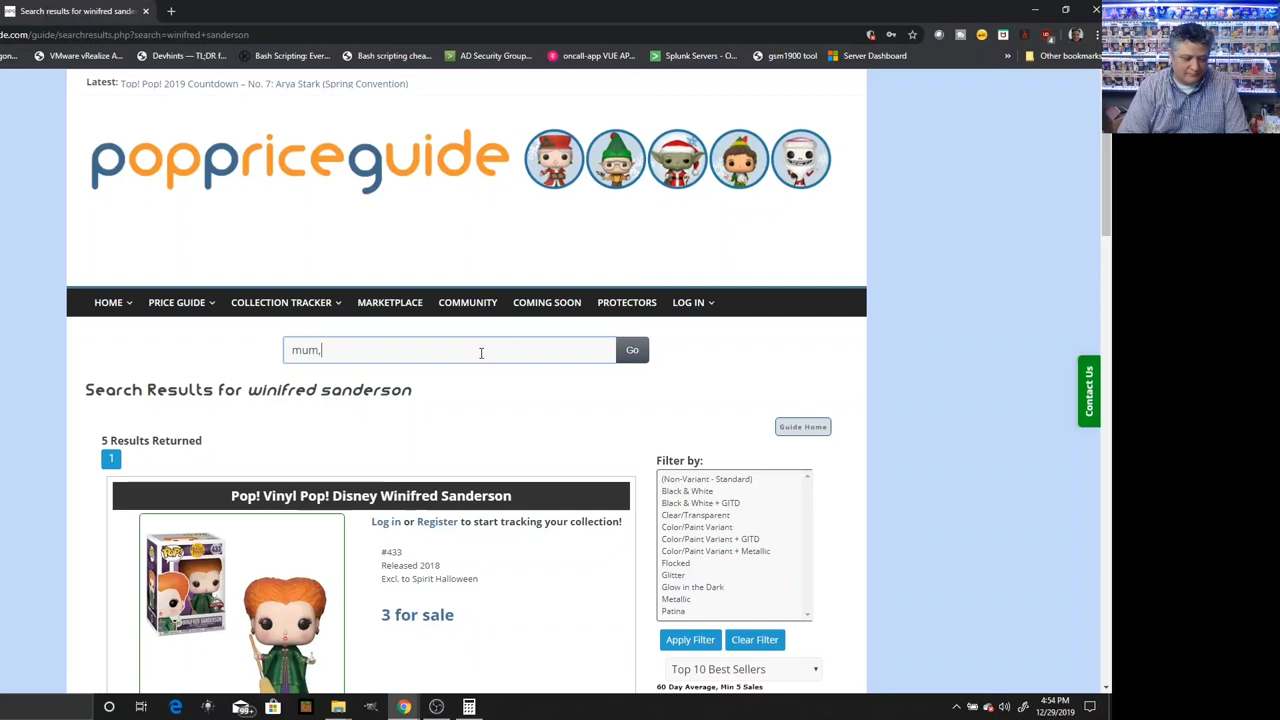 Search results for winifred sand
de.com/guide/searchresults.php?search=winifred+sanderson
gon...
VMware vRealize A...
Devhints — TL;DR f...
Bash Scripting: Ever...
Bash scripting chea...
AD Security Group...
oncall-app VUE AP...
Splunk Servers - O...
gsm1900 tool
Server Dashboard
Other bookmark
Latest: Top! Pop! 2019 Countdown – No. 7: Arya Stark (Spring Convention)
poppriceguide
HOME PRICE GUIDE COLLECTION TRACKER MARKETPLACE COMMUNITY COMING SOON PROTECTORS LOG IN
mum, Go
Search Results for winifred sanderson
Contact Us
Guide Home
5 Results Returned
1
Filter by:
(Non-Variant - Standard)
Black & White
Black & White + GITD
Clear/Transparent
Color/Paint Variant
Color/Paint Variant + GITD
Color/Paint Variant + Metallic
Flocked
Glitter
Glow in the Dark
Metallic
Patina
Apply Filter Clear Filter
Top 10 Best Sellers
60 Day Average, Min 5 Sales
Pop! Vinyl Pop! Disney Winifred Sanderson
Log in or Register to start tracking your collection!
#433
Released 2018
Excl. to Spirit Halloween
3 for sale
POP!
433
WINIFRED SANDERSON
99+
4:54 PM
12/29/2019